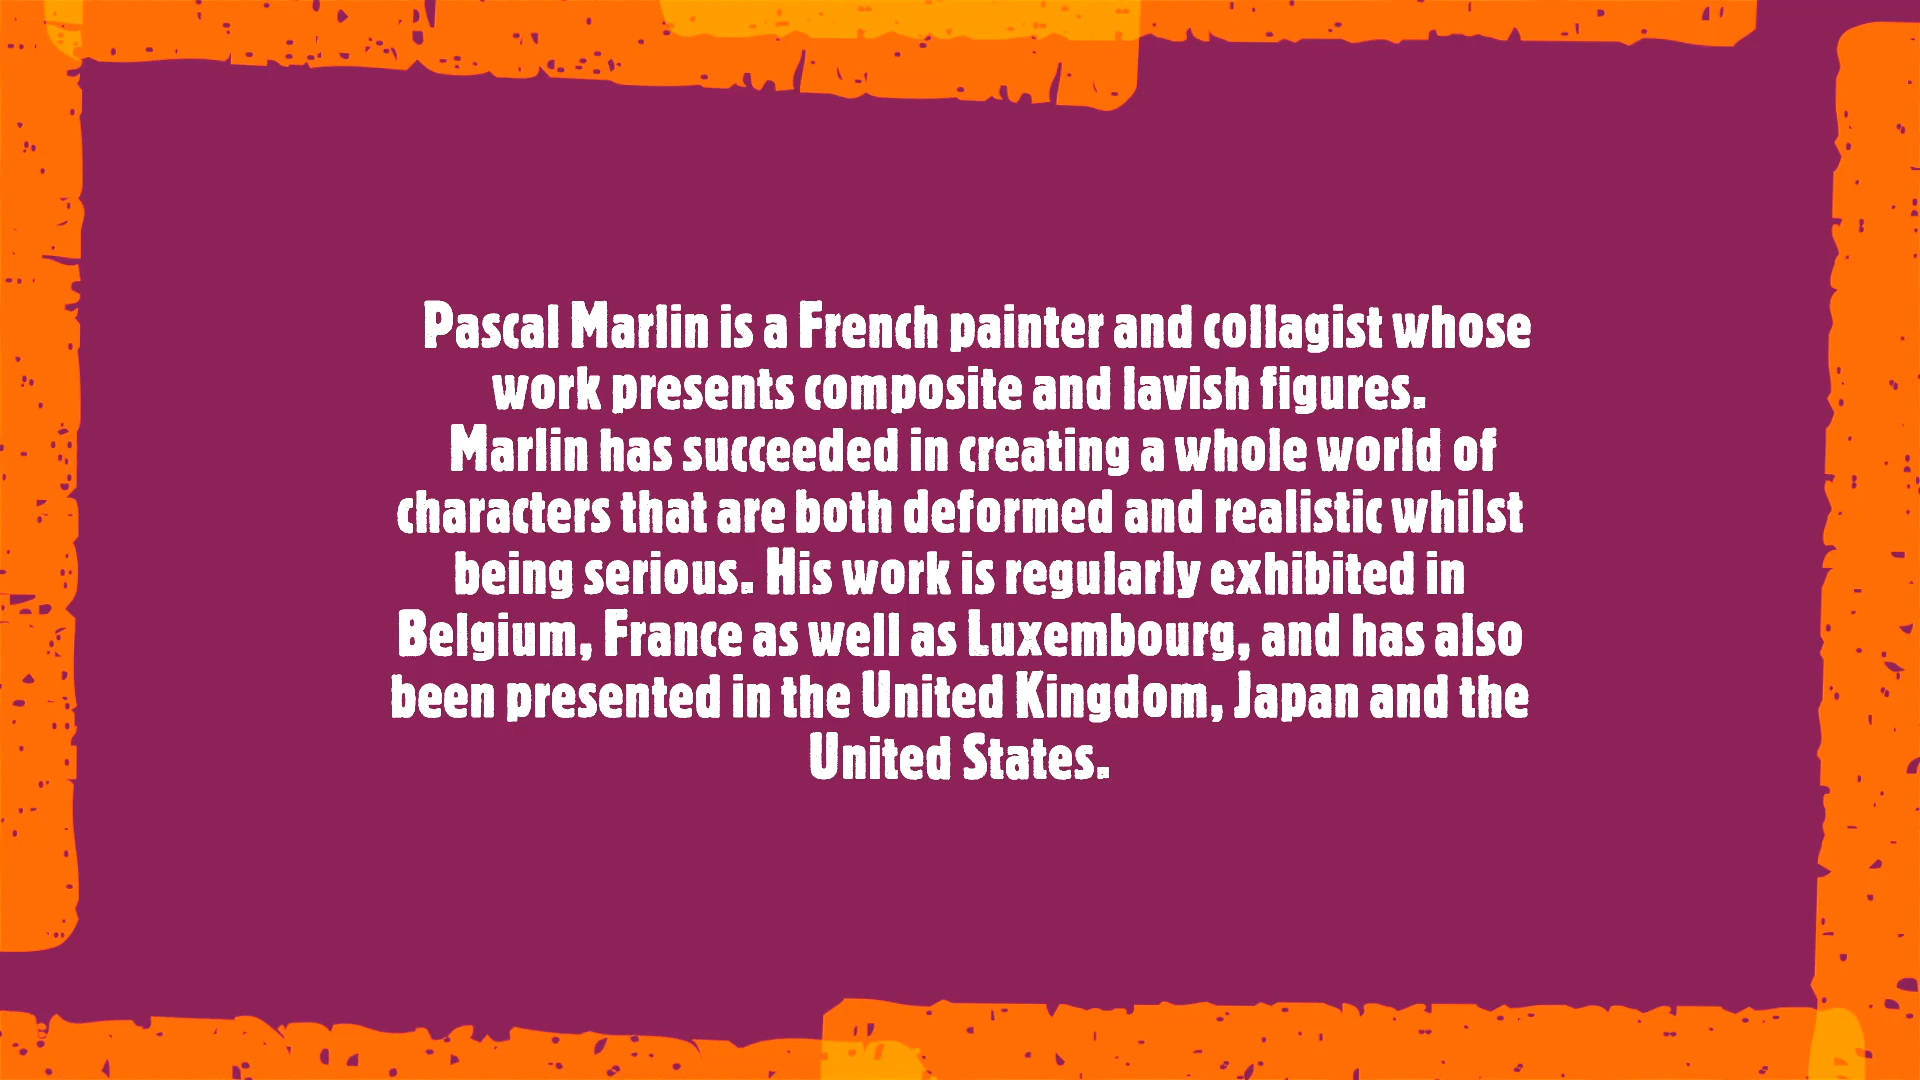 Pascal Marlin is a French painter and collagist whose
work presents composite and lavish figures.
Marlin has succeeded in creating a whole world of
characters that are both deformed and realistic whilst
being serious. His work is regularly exhibited in
Belgium, France as well as Luxembourg, and has also
been presented in the United Kingdom, Japan and the
United States.